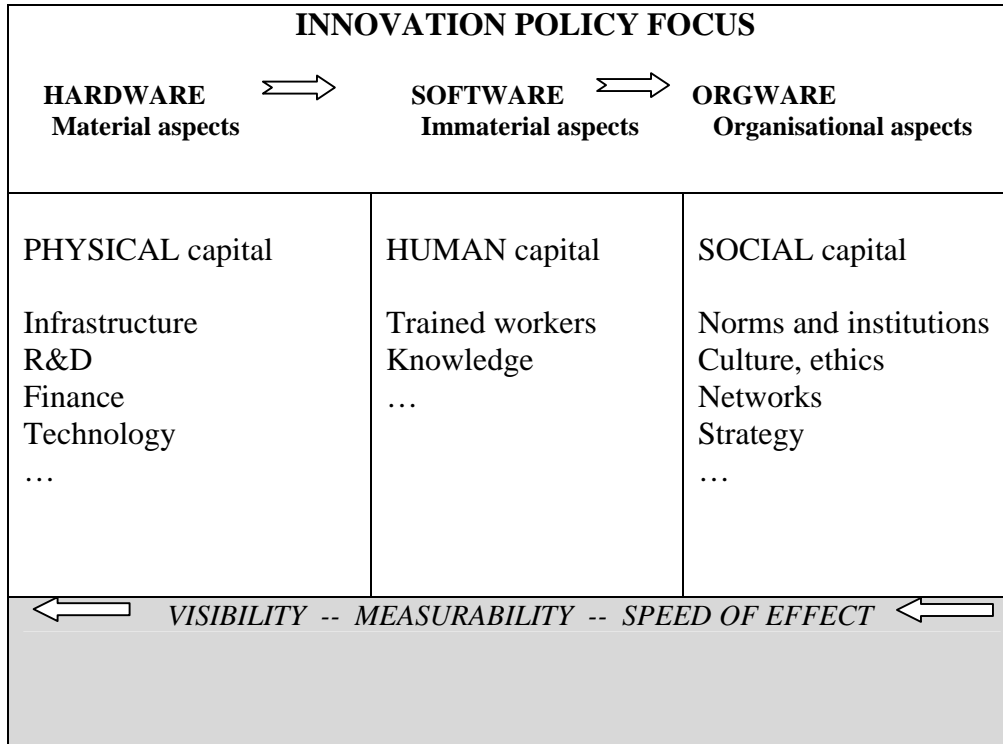 INNOVATION POLICY FOCUS
HARDWARE SOFTWARE ORGWARE
Material aspects Immaterial aspects Organisational aspects
PHYSICAL capital
Infrastructure
R&D
Finance
Technology
…
HUMAN capital
Trained workers
Knowledge
…
SOCIAL capital
Norms and institutions
Culture, ethics
Networks
Strategy
…
VISIBILITY -- MEASURABILITY -- SPEED OF EFFECT